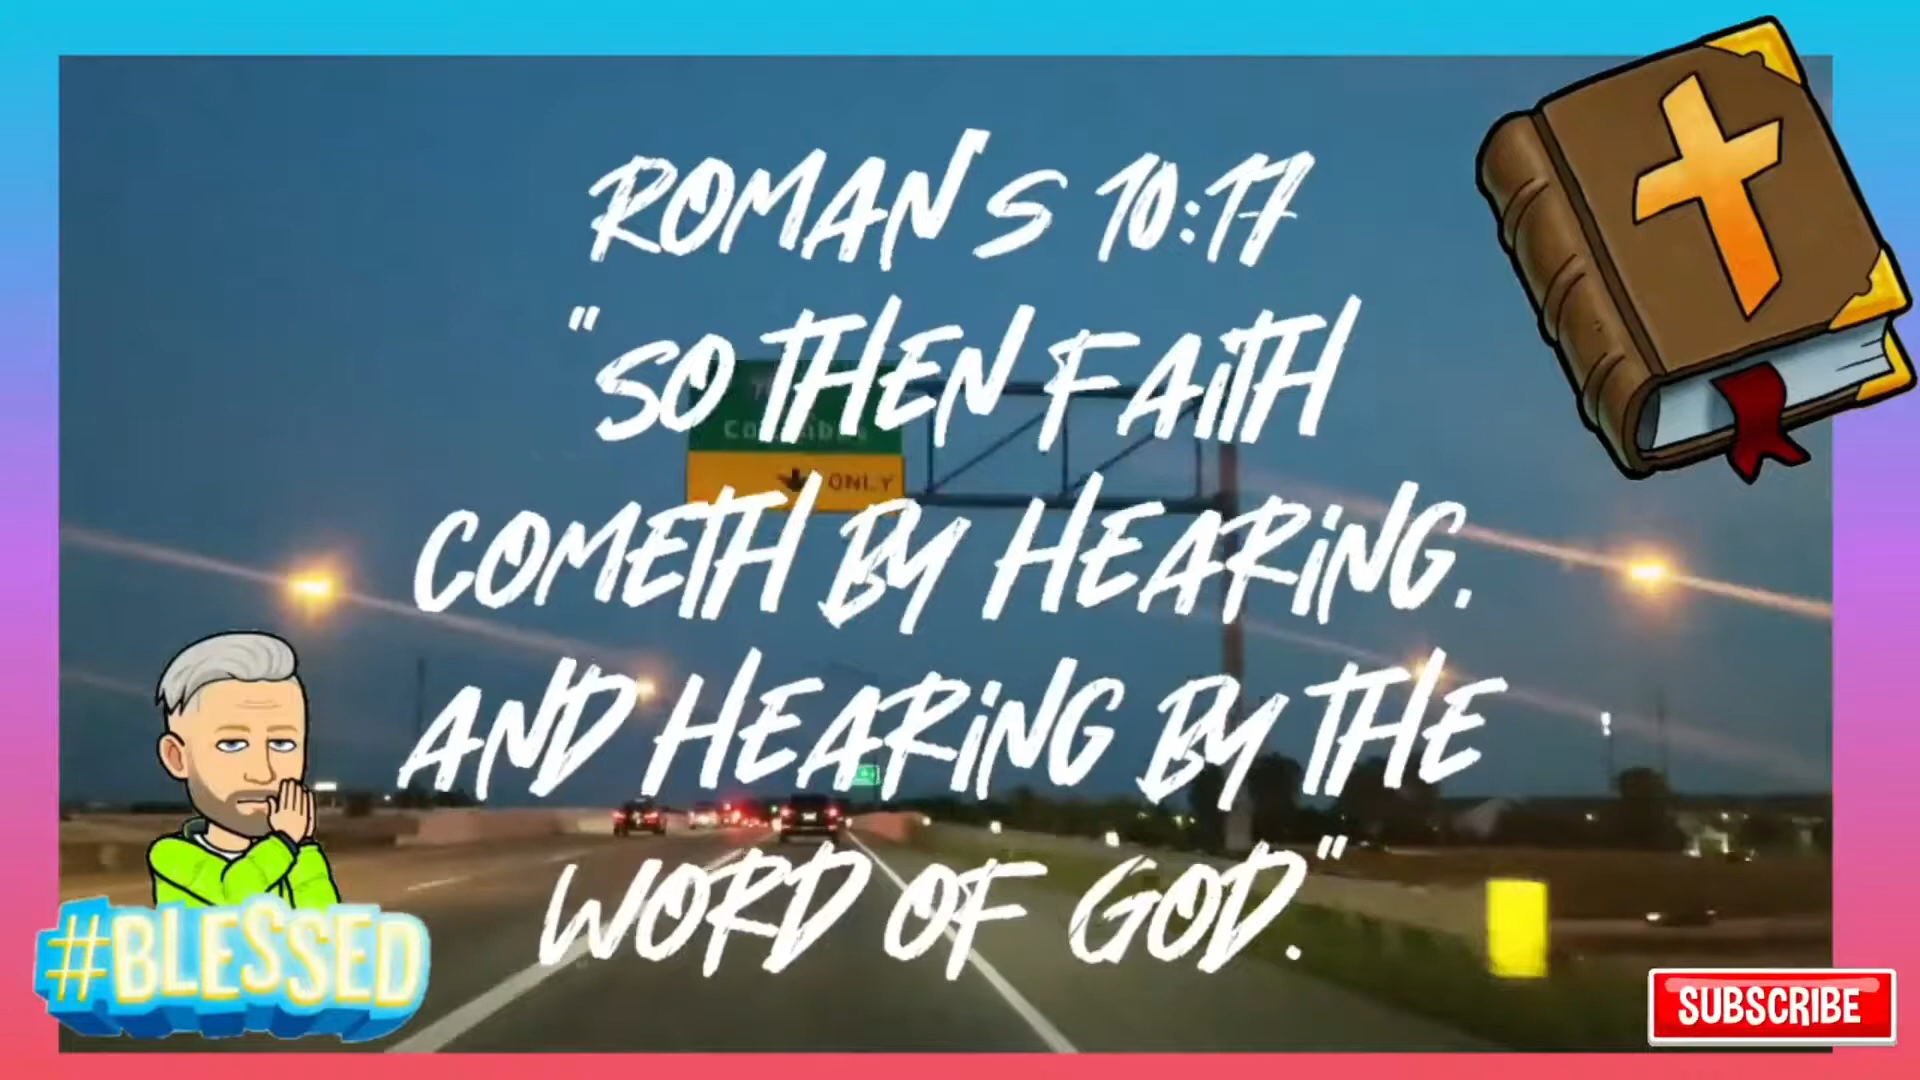 ROMANS 10:17
"SO THEN FAiTH
ONLY
COMETH BY HEARiNG.
AND HEARiNG BY THE
WORD OF GOD."
#BLESSED
SUBSCRIBE